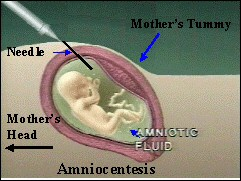 Mother's Tummy
Needle
Mother's
Head
AMNIOTIC
FLUID
Amniocentesis